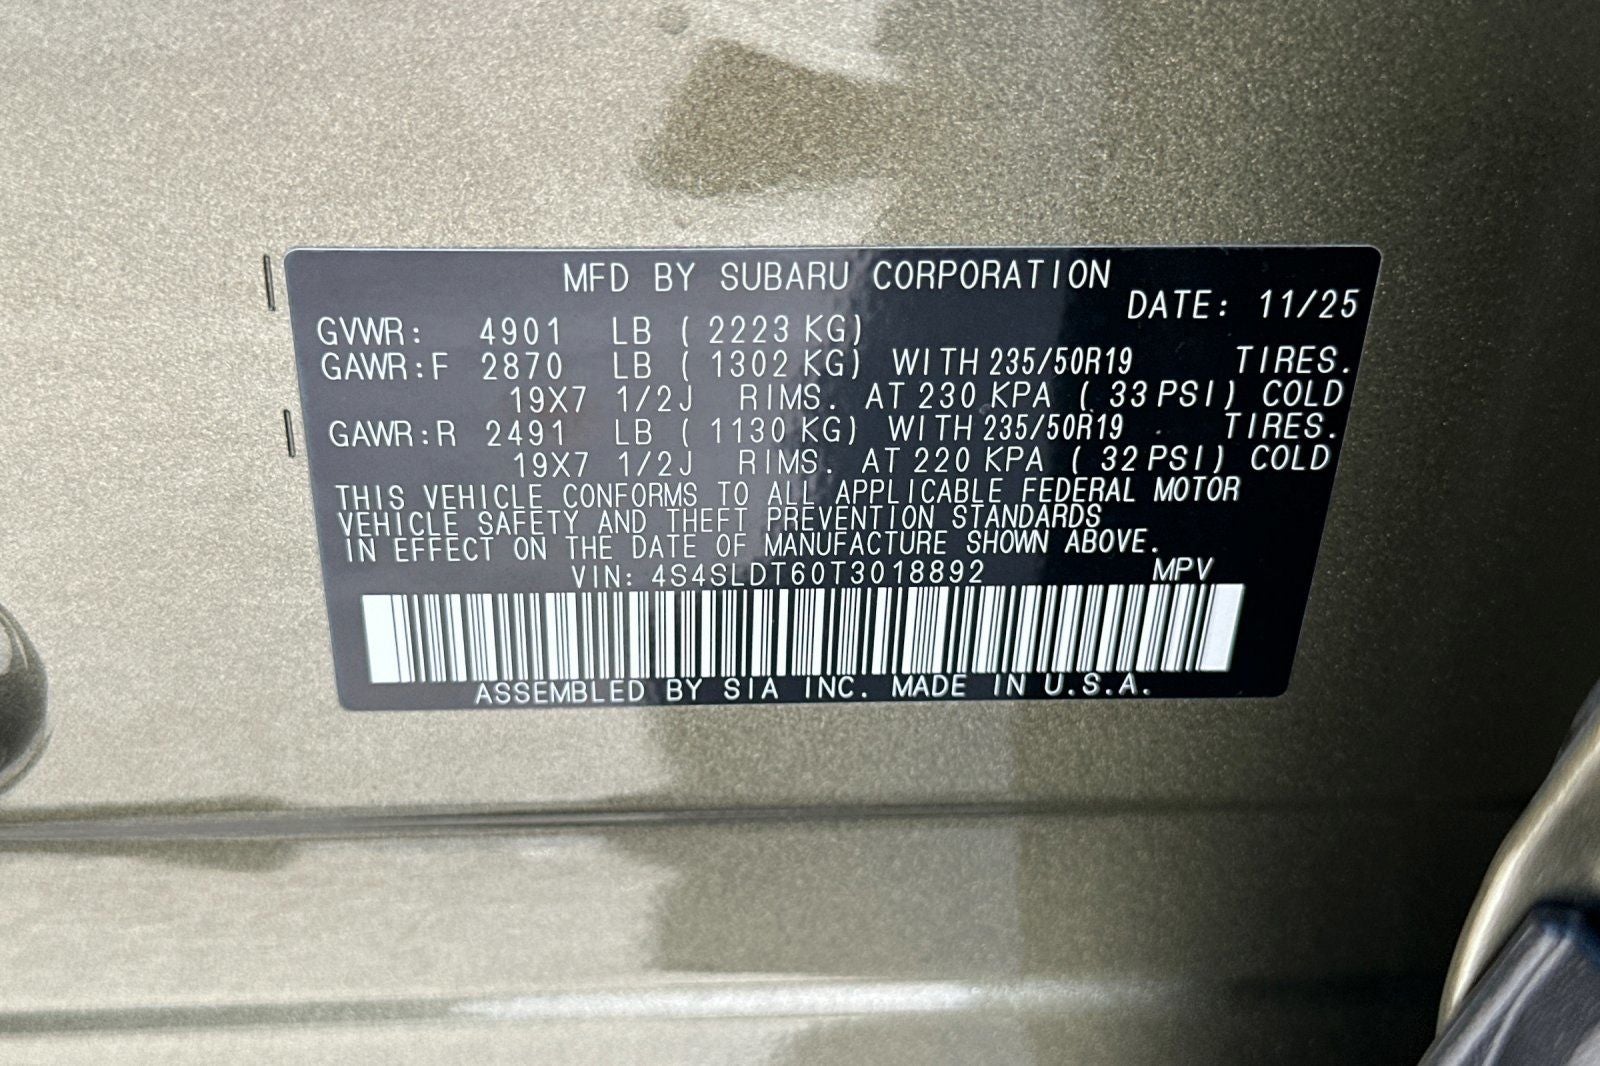 MFD BY SUBARU CORPORATION
DATE: 11/25
GVWR: 4901 LB ( 2223 KG)
GAWR:F 2870 LB ( 1302 KG) WITH 235/50R19 TIRES.
19X7 1/2J RIMS. AT 230 KPA ( 33 PSI) COLD
GAWR:R 2491 LB ( 1130 KG) WITH 235/50R19 TIRES.
19X7 1/2J RIMS. AT 220 KPA ( 32 PSI) COLD
THIS VEHICLE CONFORMS TO ALL APPLICABLE FEDERAL MOTOR
VEHICLE SAFETY AND THEFT PREVENTION STANDARDS
IN EFFECT ON THE DATE OF MANUFACTURE SHOWN ABOVE.
VIN: 4S4SLDT60T3018892 MPV
ASSEMBLED BY SIA INC. MADE IN U.S.A.